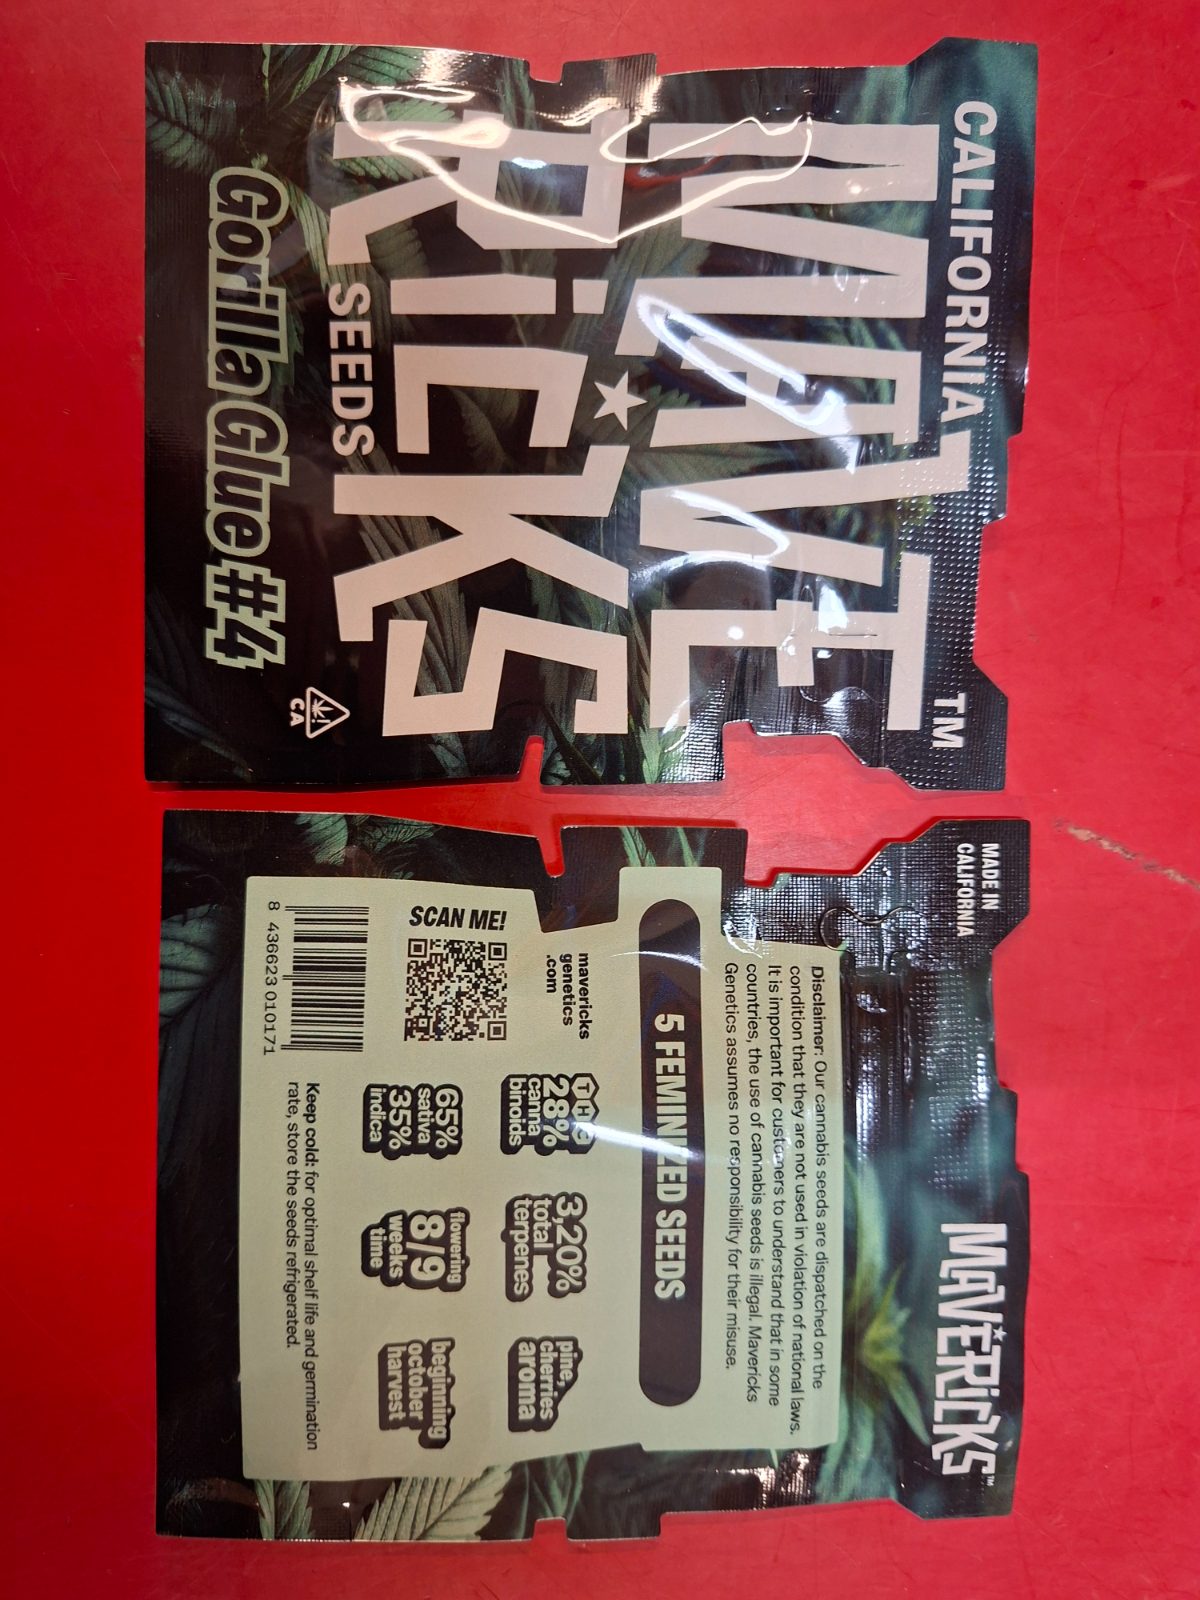 CALIFORNIA
MAVE
RiCKS
TM
SEEDS
Gorilla Glue #4
CA
MADE IN
CALIFORNIA
MAVERiCKS™
Disclaimer: Our cannabis seeds are dispatched on the
condition that they are not used in violation of national laws.
It is important for customers to understand that in some
countries, the use of cannabis seeds is illegal. Mavericks
Genetics assumes no responsibility for their misuse.
5 FEMINIZED SEEDS
mavericks
genetics
.com
SCAN ME!
THC
28%
canna
binoids
3,20%
total
terpenes
pine,
cherries
aroma
65%
sativa
35%
indica
flowering
8/9
weeks
time
beginning
october
harvest
8 436623 010171
Keep cold: for optimal shelf life and germination
rate, store the seeds refrigerated.